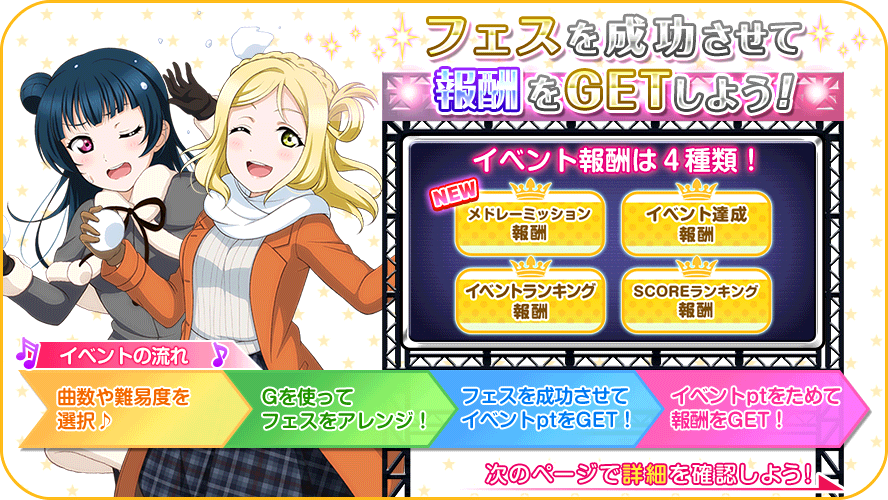 フェスを成功させて
報酬をGETしよう!
イベント報酬は4種類!
NEW
メドレーミッション
報酬
イベント達成
報酬
イベントランキング
報酬
SCOREランキング
報酬
イベントの流れ
曲数や難易度を
選択♪
Gを使って
フェスをアレンジ!
フェスを成功させて
イベントptをGET!
イベントptをためて
報酬をGET!
次のページで詳細を確認しよう!